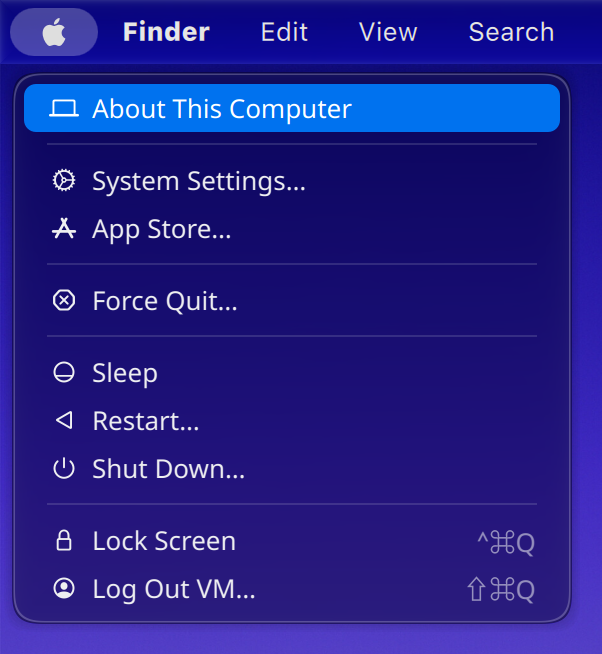 Finder Edit View Search
About This Computer
System Settings...
App Store...
Force Quit...
Sleep
Restart...
Shut Down...
Lock Screen ^⌘Q
Log Out VM... ⇧⌘Q